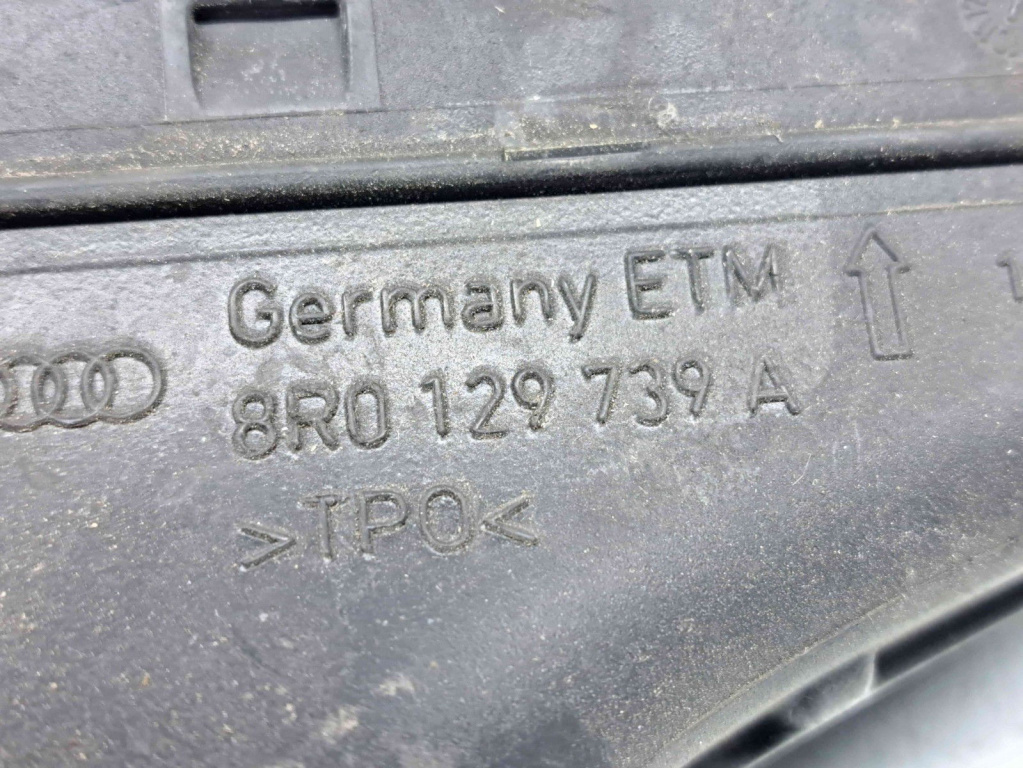 Germany ETM
8R0 129 739 A
>TPO<